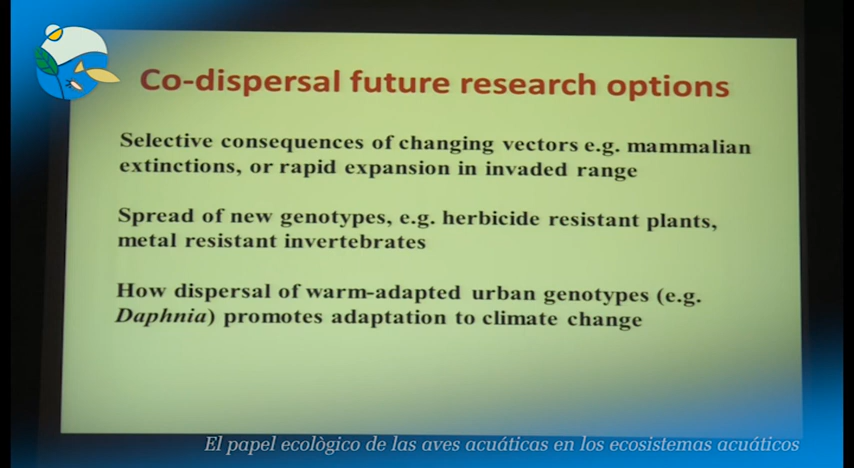 Co-dispersal future research options
Selective consequences of changing vectors e.g. mammalian
extinctions, or rapid expansion in invaded range
Spread of new genotypes, e.g. herbicide resistant plants,
metal resistant invertebrates
How dispersal of warm-adapted urban genotypes (e.g.
Daphnia) promotes adaptation to climate change
El papel ecològico de las aves acuáticas en los ecosistemas acuáticos